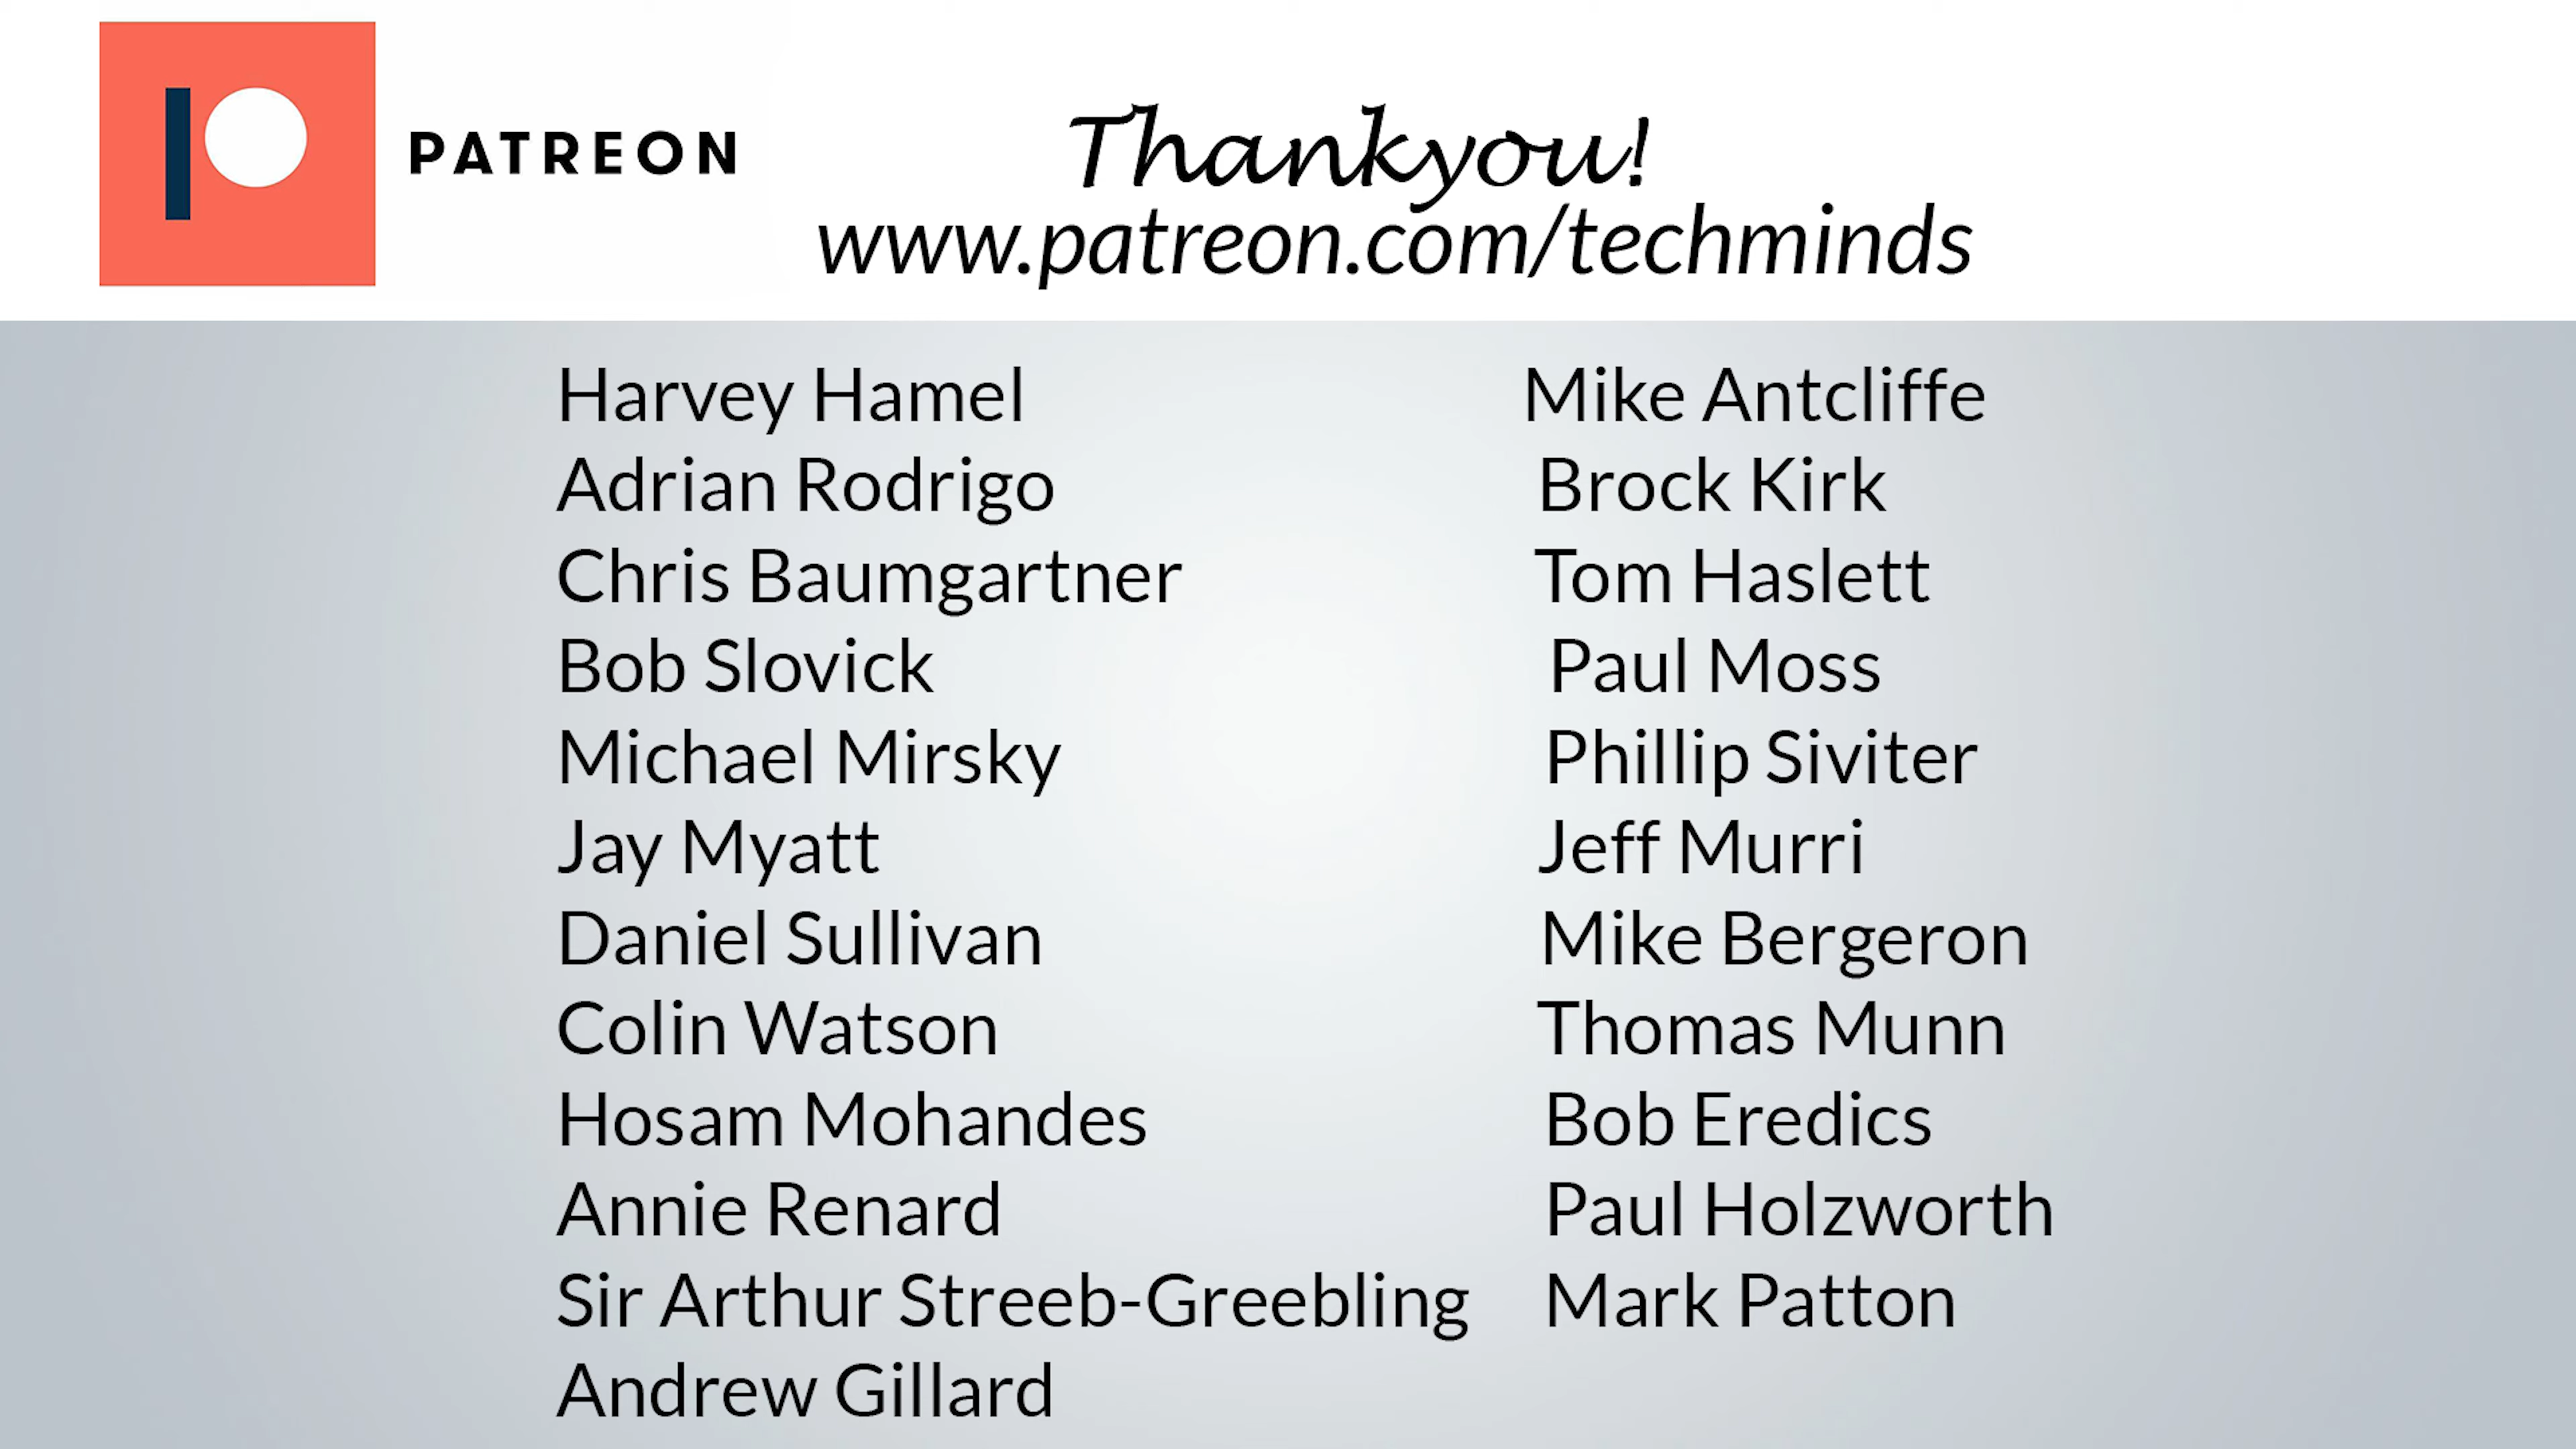 PATREON
Thankyou!
www.patreon.com/techminds
Harvey Hamel
Adrian Rodrigo
Chris Baumgartner
Bob Slovick
Michael Mirsky
Jay Myatt
Daniel Sullivan
Colin Watson
Hosam Mohandes
Annie Renard
Sir Arthur Streeb-Greebling
Andrew Gillard
Mike Antcliffe
Brock Kirk
Tom Haslett
Paul Moss
Phillip Siviter
Jeff Murri
Mike Bergeron
Thomas Munn
Bob Eredics
Paul Holzworth
Mark Patton